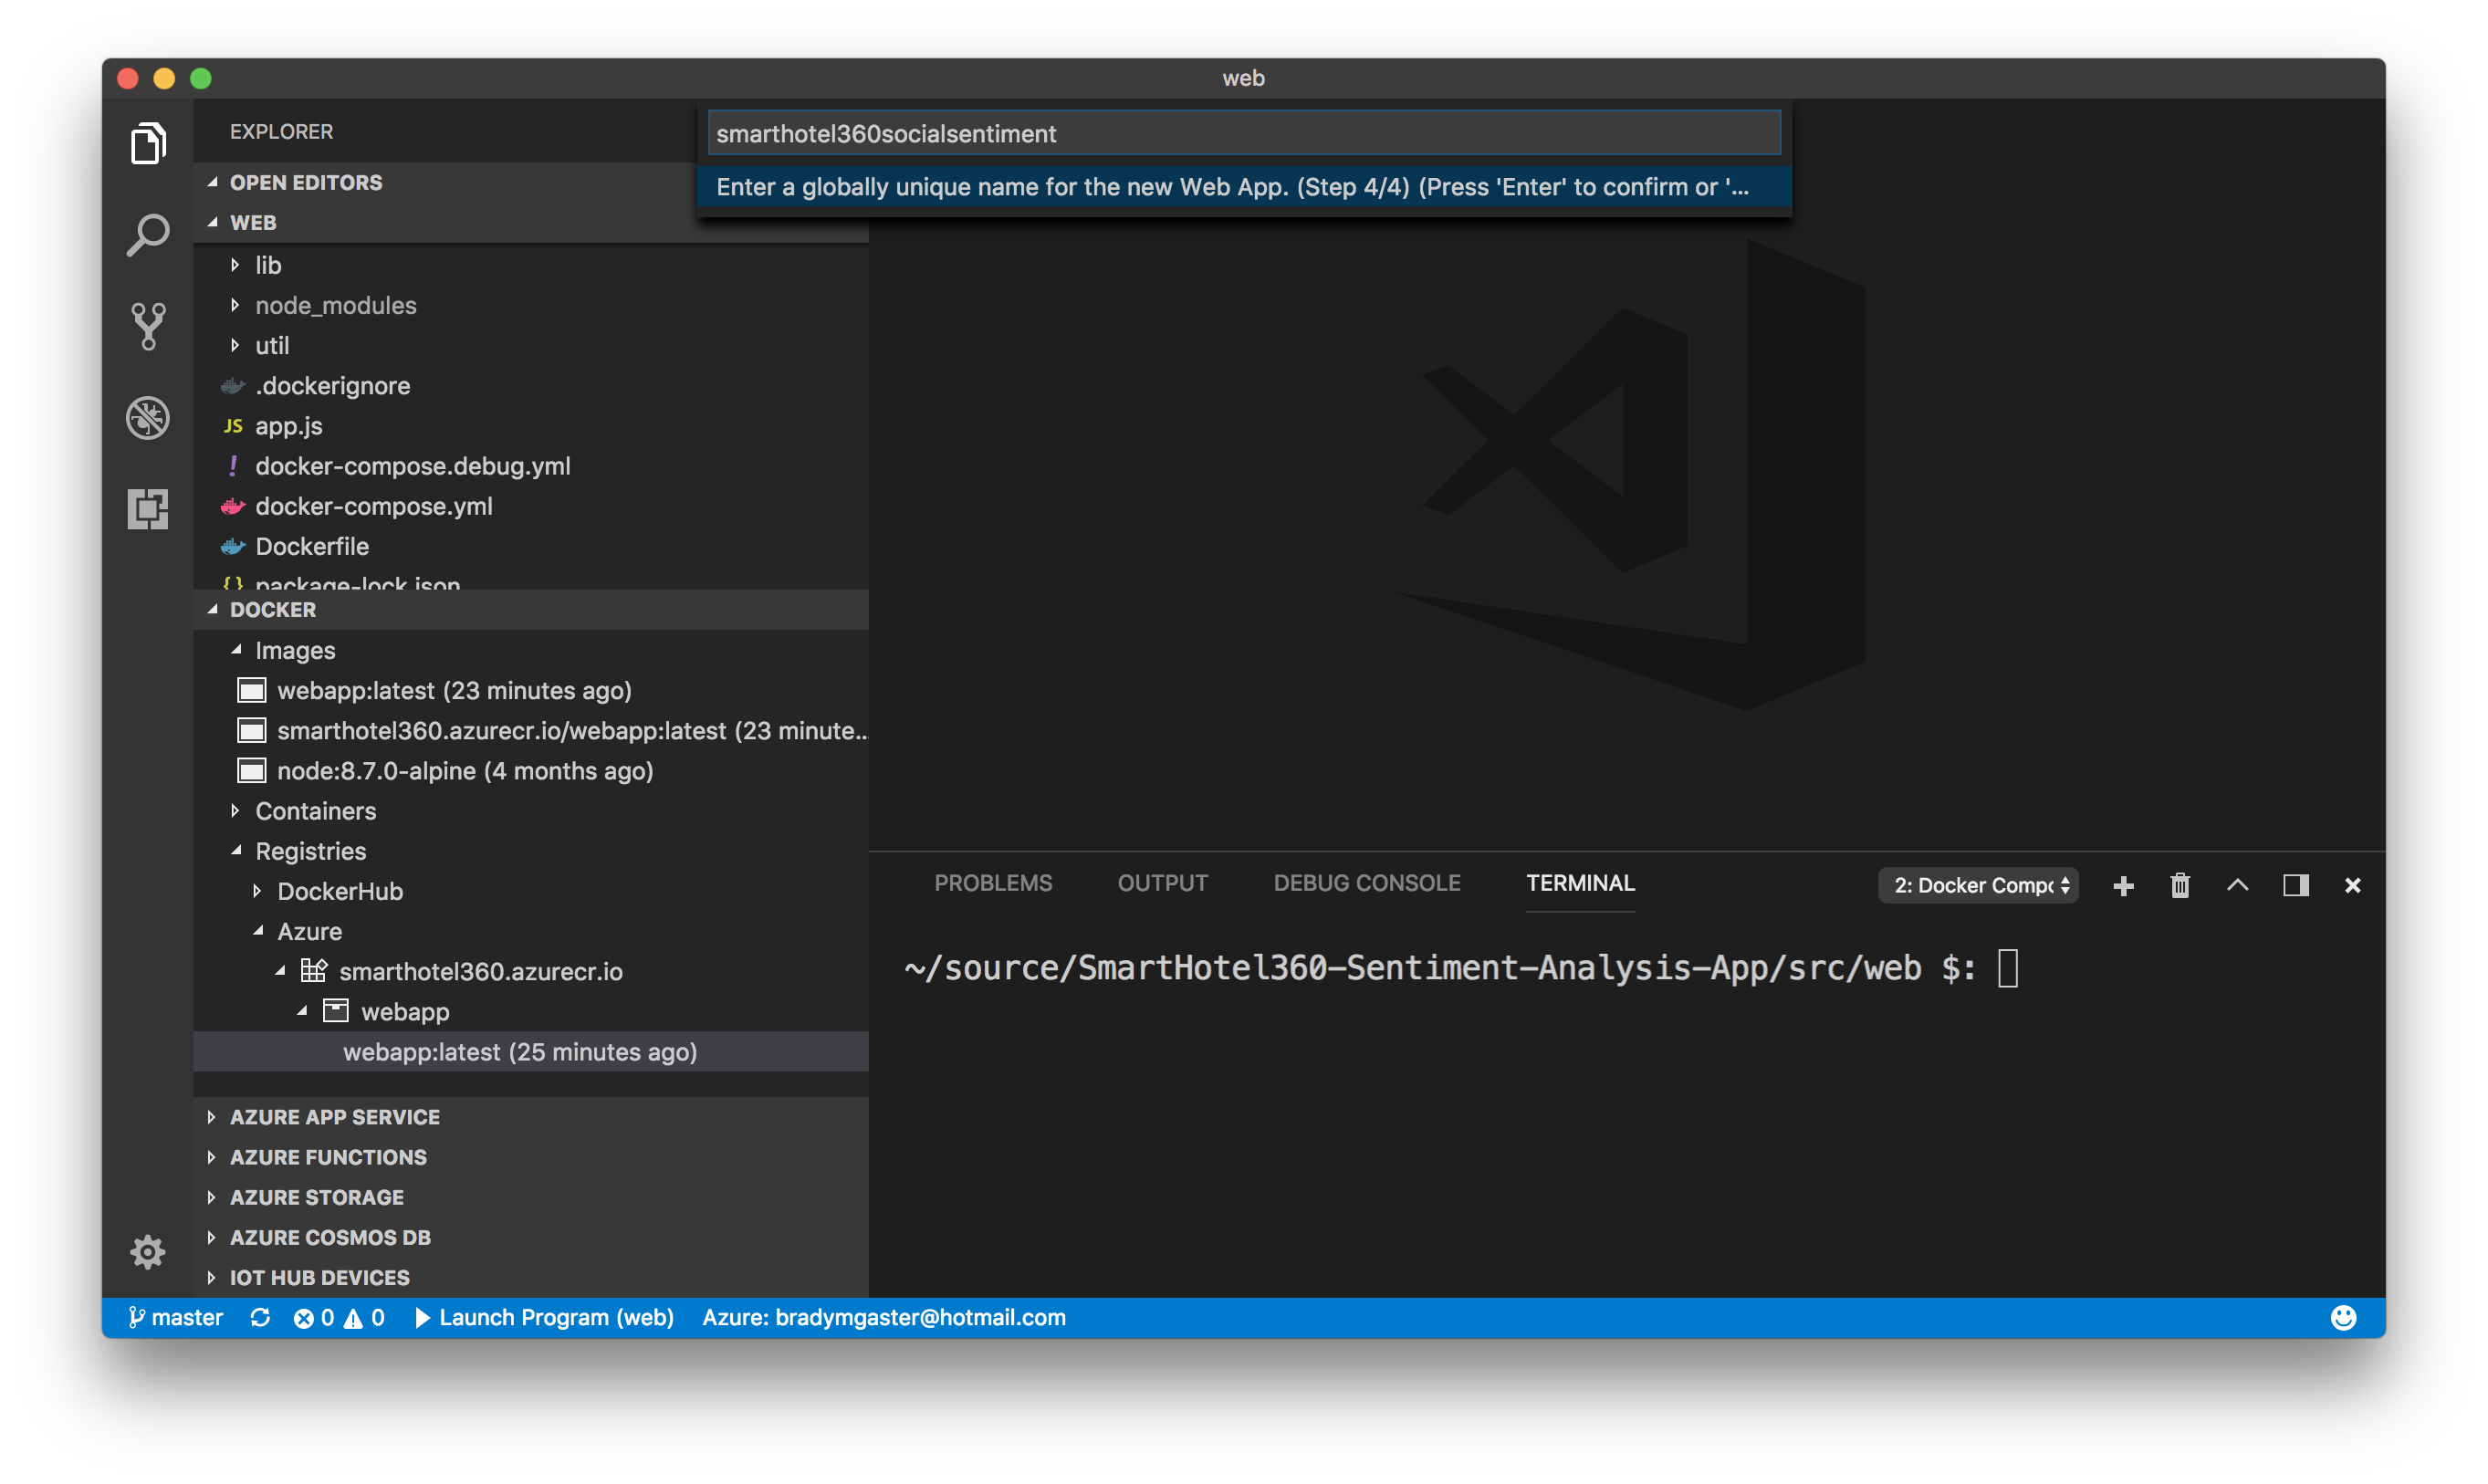 web
EXPLORER
smarthotel360socialsentiment
Enter a globally unique name for the new Web App. (Step 4/4) (Press 'Enter' to confirm or '...
OPEN EDITORS
WEB
lib
node_modules
util
.dockerignore
JS app.js
! docker-compose.debug.yml
docker-compose.yml
Dockerfile
{} package-lock.json
DOCKER
Images
webapp:latest (23 minutes ago)
smarthotel360.azurecr.io/webapp:latest (23 minute...
node:8.7.0-alpine (4 months ago)
Containers
Registries
DockerHub
Azure
smarthotel360.azurecr.io
webapp
webapp:latest (25 minutes ago)
AZURE APP SERVICE
AZURE FUNCTIONS
AZURE STORAGE
AZURE COSMOS DB
IOT HUB DEVICES
PROBLEMS OUTPUT DEBUG CONSOLE TERMINAL 2: Docker Compo
~/source/SmartHotel360-Sentiment-Analysis-App/src/web $:
master 0 0 Launch Program (web) Azure: bradymgaster@hotmail.com